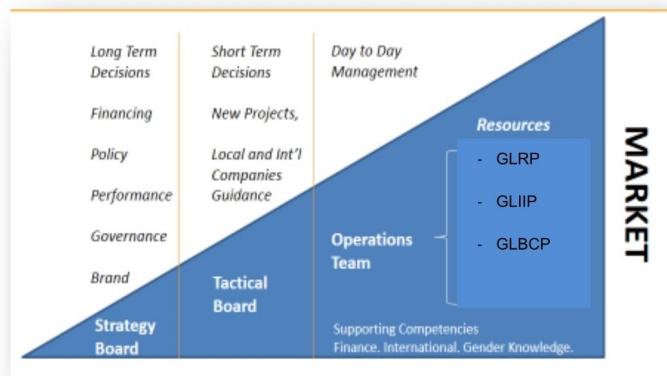 Long Term
Decisions
Financing
Policy
Performance
Governance
Brand
Strategy
Board
Short Term
Decisions
New Projects,
Local and Int'l
Companies
Guidance
Tactical
Board
Day to Day
Management
Operations
Team
Resources
- GLRP
- GLIIP
- GLBCP
Supporting Competencies
Finance. International. Gender Knowledge.
MARKET